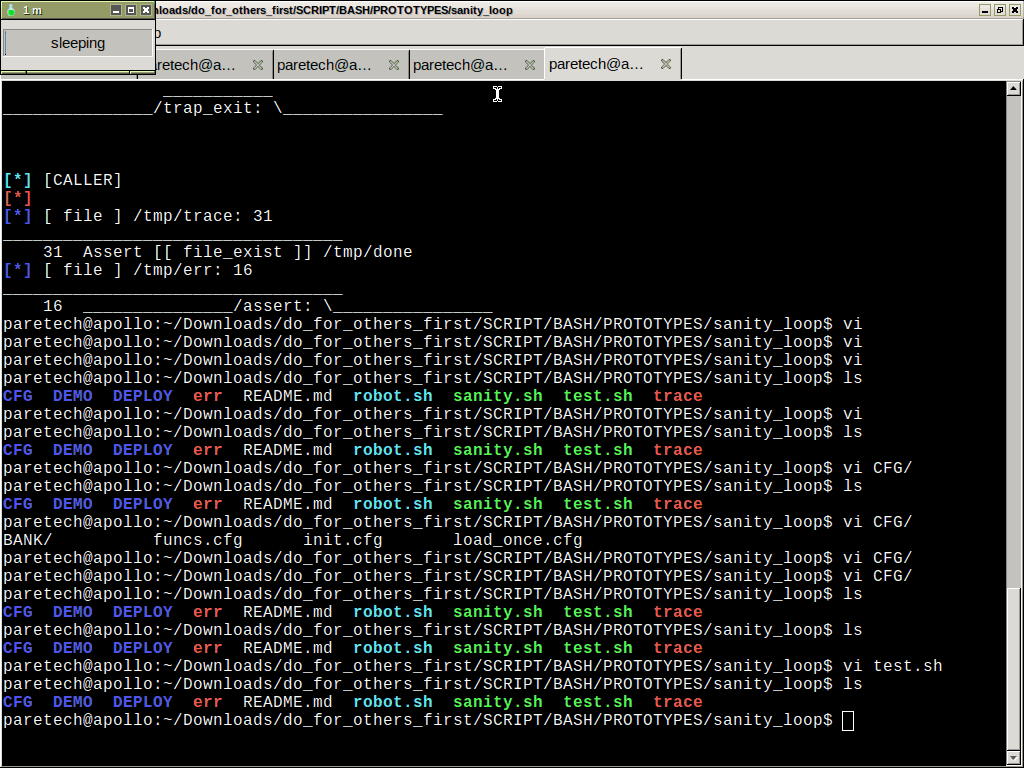 1 m
nloads/do_for_others_first/SCRIPT/BASH/PROTOTYPES/sanity_loop
sleeping
paretech@a...
paretech@a...
paretech@a...
paretech@a...
___________
_______________/trap_exit: \________________
[*] [CALLER]
[*]
[*] [ file ] /tmp/trace: 31
__________________________________
31 Assert [[ file_exist ]] /tmp/done
[*] [ file ] /tmp/err: 16
__________________________________
16 _______________/assert: \________________
paretech@apollo:~/Downloads/do_for_others_first/SCRIPT/BASH/PROTOTYPES/sanity_loop$ vi
paretech@apollo:~/Downloads/do_for_others_first/SCRIPT/BASH/PROTOTYPES/sanity_loop$ vi
paretech@apollo:~/Downloads/do_for_others_first/SCRIPT/BASH/PROTOTYPES/sanity_loop$ vi
paretech@apollo:~/Downloads/do_for_others_first/SCRIPT/BASH/PROTOTYPES/sanity_loop$ ls
CFG DEMO DEPLOY err README.md robot.sh sanity.sh test.sh trace
paretech@apollo:~/Downloads/do_for_others_first/SCRIPT/BASH/PROTOTYPES/sanity_loop$ vi
paretech@apollo:~/Downloads/do_for_others_first/SCRIPT/BASH/PROTOTYPES/sanity_loop$ ls
CFG DEMO DEPLOY err README.md robot.sh sanity.sh test.sh trace
paretech@apollo:~/Downloads/do_for_others_first/SCRIPT/BASH/PROTOTYPES/sanity_loop$ vi CFG/
paretech@apollo:~/Downloads/do_for_others_first/SCRIPT/BASH/PROTOTYPES/sanity_loop$ ls
CFG DEMO DEPLOY err README.md robot.sh sanity.sh test.sh trace
paretech@apollo:~/Downloads/do_for_others_first/SCRIPT/BASH/PROTOTYPES/sanity_loop$ vi CFG/
BANK/ funcs.cfg init.cfg load_once.cfg
paretech@apollo:~/Downloads/do_for_others_first/SCRIPT/BASH/PROTOTYPES/sanity_loop$ vi CFG/
paretech@apollo:~/Downloads/do_for_others_first/SCRIPT/BASH/PROTOTYPES/sanity_loop$ vi CFG/
paretech@apollo:~/Downloads/do_for_others_first/SCRIPT/BASH/PROTOTYPES/sanity_loop$ ls
CFG DEMO DEPLOY err README.md robot.sh sanity.sh test.sh trace
paretech@apollo:~/Downloads/do_for_others_first/SCRIPT/BASH/PROTOTYPES/sanity_loop$ ls
CFG DEMO DEPLOY err README.md robot.sh sanity.sh test.sh trace
paretech@apollo:~/Downloads/do_for_others_first/SCRIPT/BASH/PROTOTYPES/sanity_loop$ vi test.sh
paretech@apollo:~/Downloads/do_for_others_first/SCRIPT/BASH/PROTOTYPES/sanity_loop$ ls
CFG DEMO DEPLOY err README.md robot.sh sanity.sh test.sh trace
paretech@apollo:~/Downloads/do_for_others_first/SCRIPT/BASH/PROTOTYPES/sanity_loop$